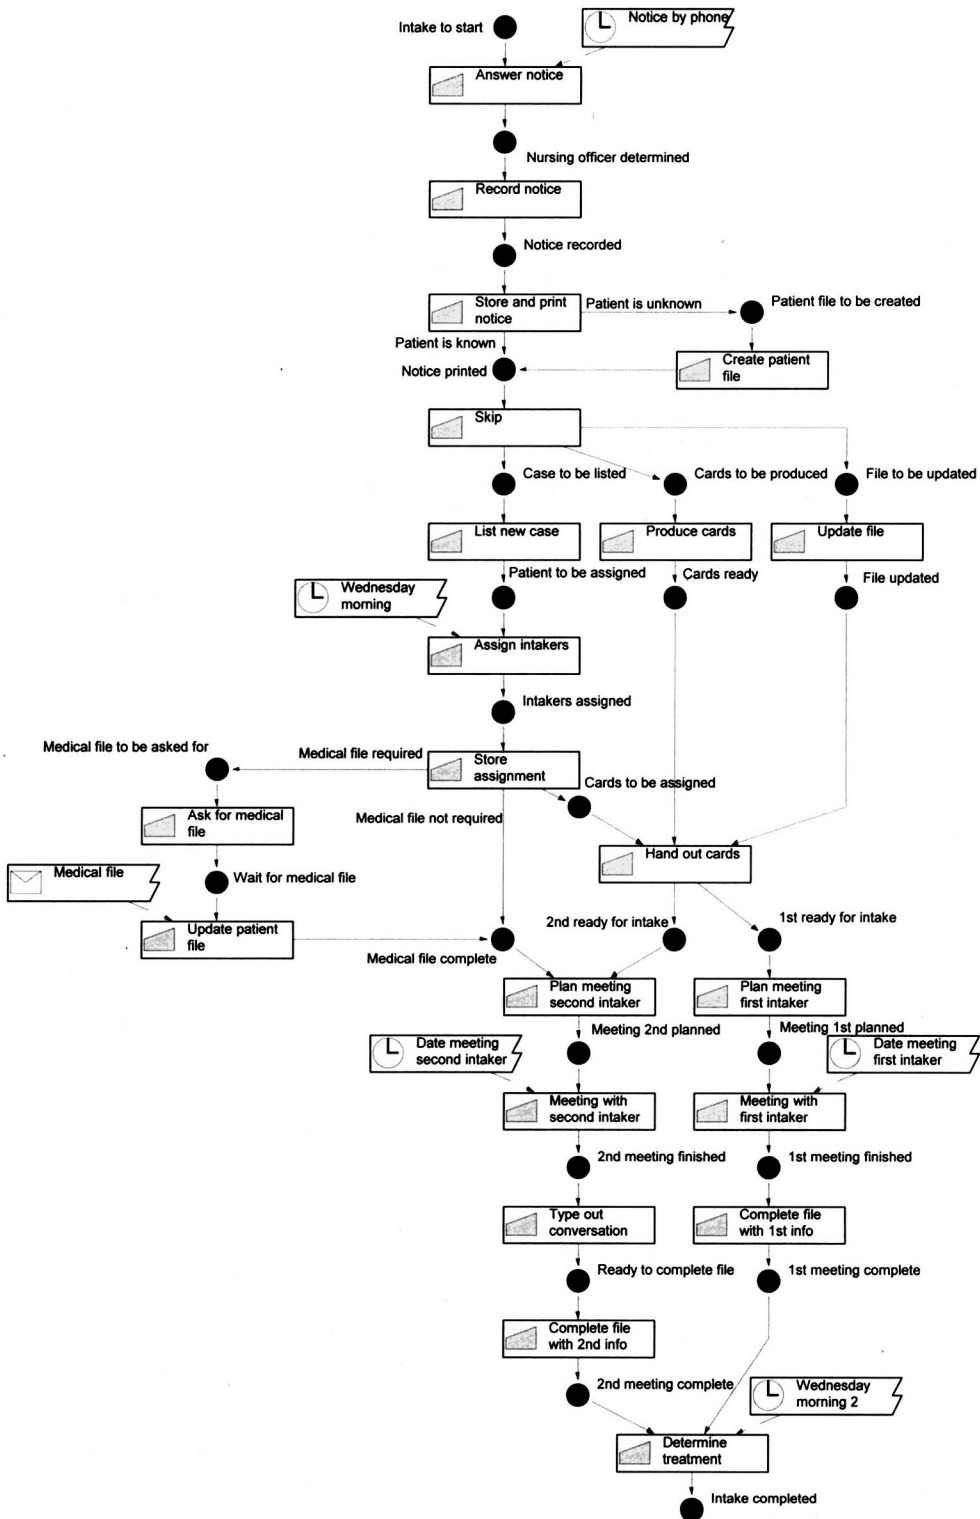 Intake to start
Notice by phone
Answer notice
Nursing officer determined
Record notice
Notice recorded
Store and print
notice
Patient is unknown
Patient file to be created
Patient is known
Notice printed
Create patient
file
Skip
Case to be listed
Cards to be produced
File to be updated
List new case
Produce cards
Update file
Patient to be assigned
Cards ready
File updated
Wednesday
morning
Assign intakers
Intakers assigned
Medical file to be asked for
Medical file required
Store
assignment
Cards to be assigned
Ask for medical
file
Medical file not required
Hand out cards
Medical file
Wait for medical file
Update patient
file
Medical file complete
2nd ready for intake
1st ready for intake
Plan meeting
second intaker
Plan meeting
first intaker
Meeting 2nd planned
Meeting 1st planned
Date meeting
second intaker
Date meeting
first intaker
Meeting with
second intaker
Meeting with
first intaker
2nd meeting finished
1st meeting finished
Type out
conversation
Complete file
with 1st info
Ready to complete file
1st meeting complete
Complete file
with 2nd info
2nd meeting complete
Wednesday
morning 2
Determine
treatment
Intake completed